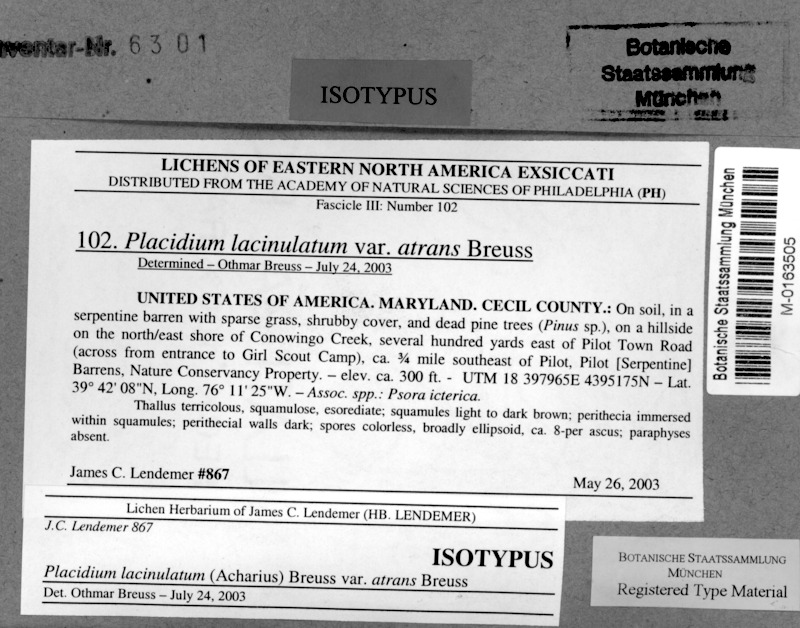 Inventar-Nr. 6301
Botanische
Staatssammlung
München
ISOTYPUS
LICHENS OF EASTERN NORTH AMERICA EXSICCATI
DISTRIBUTED FROM THE ACADEMY OF NATURAL SCIENCES OF PHILADELPHIA (PH)
Fascicle III: Number 102
102. Placidium lacinulatum var. atrans Breuss
Determined – Othmar Breuss – July 24, 2003
UNITED STATES OF AMERICA. MARYLAND. CECIL COUNTY.: On soil, in a
serpentine barren with sparse grass, shrubby cover, and dead pine trees (Pinus sp.), on a hillside
on the north/east shore of Conowingo Creek, several hundred yards east of Pilot Town Road
(across from entrance to Girl Scout Camp), ca. ¾ mile southeast of Pilot, Pilot [Serpentine]
Barrens, Nature Conservancy Property. – elev. ca. 300 ft. - UTM 18 397965E 4395175N – Lat.
39° 42' 08"N, Long. 76° 11' 25"W. – Assoc. spp.: Psora icterica.
Thallus terricolous, squamulose, esorediate; squamules light to dark brown; perithecia immersed
within squamules; perithecial walls dark; spores colorless, broadly ellipsoid, ca. 8-per ascus; paraphyses
absent.
James C. Lendemer #867
May 26, 2003
Botanische Staatssammlung München
M-0163505
Lichen Herbarium of James C. Lendemer (HB. LENDEMER)
J.C. Lendemer 867
ISOTYPUS
Placidium lacinulatum (Acharius) Breuss var. atrans Breuss
Det. Othmar Breuss – July 24, 2003
BOTANISCHE STAATSSAMMLUNG
MÜNCHEN
Registered Type Material